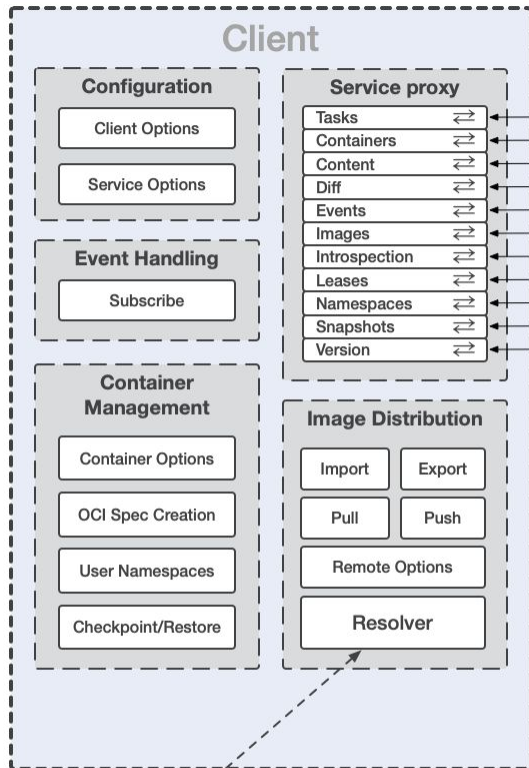 Client
Configuration
Client Options
Service Options
Event Handling
Subscribe
Container
Management
Container Options
OCI Spec Creation
User Namespaces
Checkpoint/Restore
Service proxy
Tasks
Containers
Content
Diff
Events
Images
Introspection
Leases
Namespaces
Snapshots
Version
Image Distribution
Import
Export
Pull
Push
Remote Options
Resolver